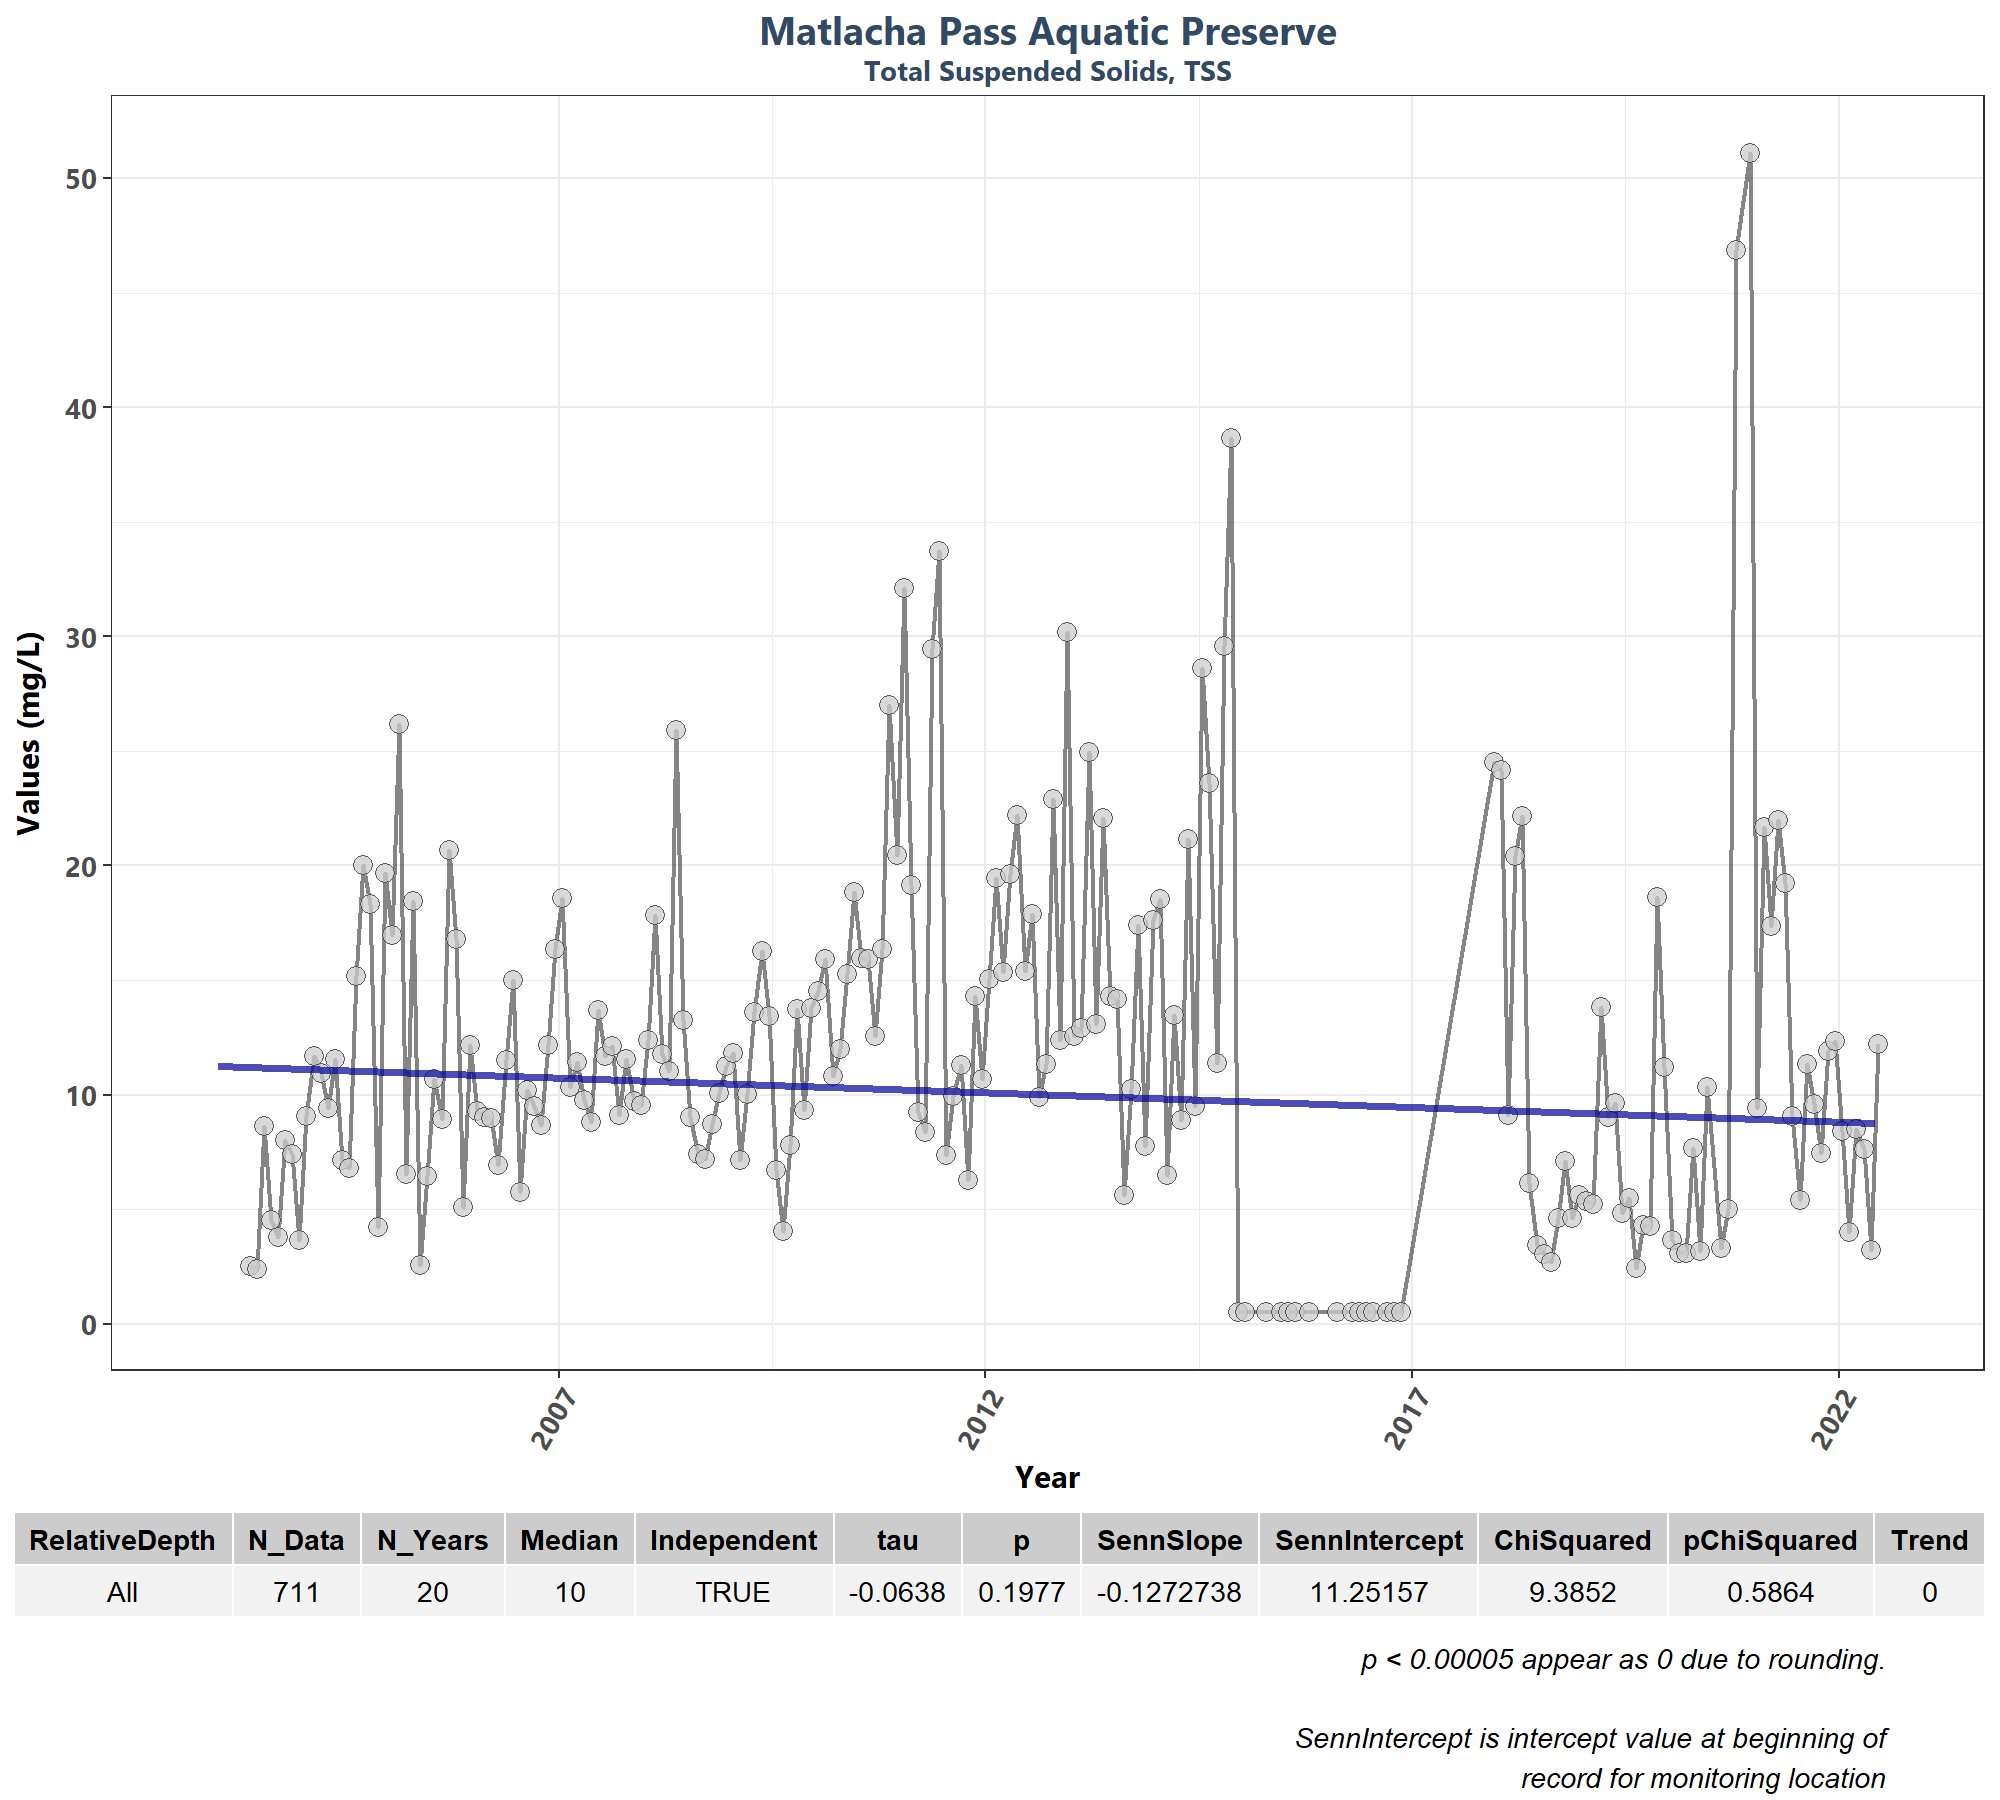 Matlacha Pass Aquatic Preserve
Total Suspended Solids, TSS
Values (mg/L)
50
40
30
20
10
0
2007 2012 2017 2022
Year
RelativeDepth N_Data N_Years Median Independent tau p SennSlope SennIntercept ChiSquared pChiSquared Trend
All 711 20 10 TRUE -0.0638 0.1977 -0.1272738 11.25157 9.3852 0.5864 0
p < 0.00005 appear as 0 due to rounding.
SennIntercept is intercept value at beginning of
record for monitoring location